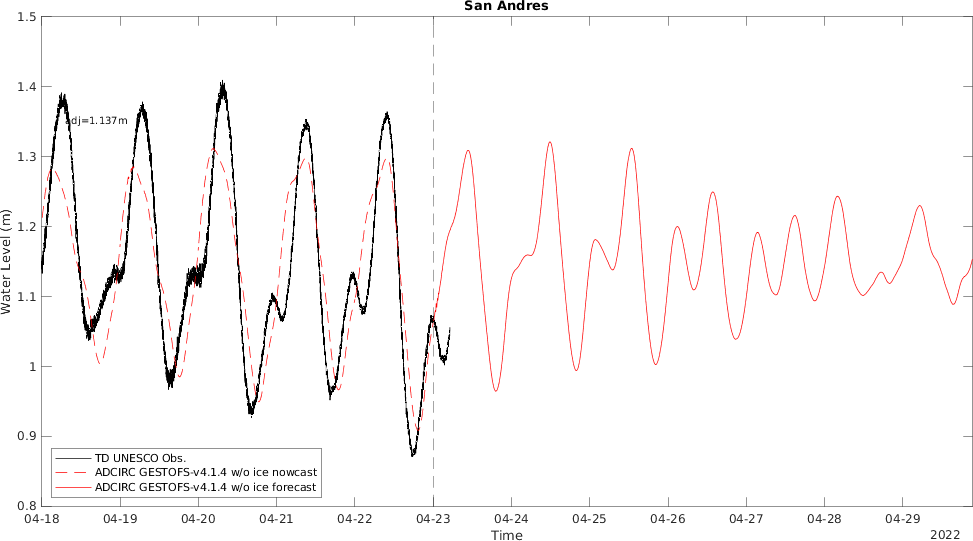 San Andres
1.5
1.4
1.3
1.2
1.1
1
0.9
0.8
Water Level (m)
adj=1.137m
TD UNESCO Obs.
ADCIRC GESTOFS-v4.1.4 w/o ice nowcast
ADCIRC GESTOFS-v4.1.4 w/o ice forecast
04-18 04-19 04-20 04-21 04-22 04-23 04-24 04-25 04-26 04-27 04-28 04-29
Time
2022